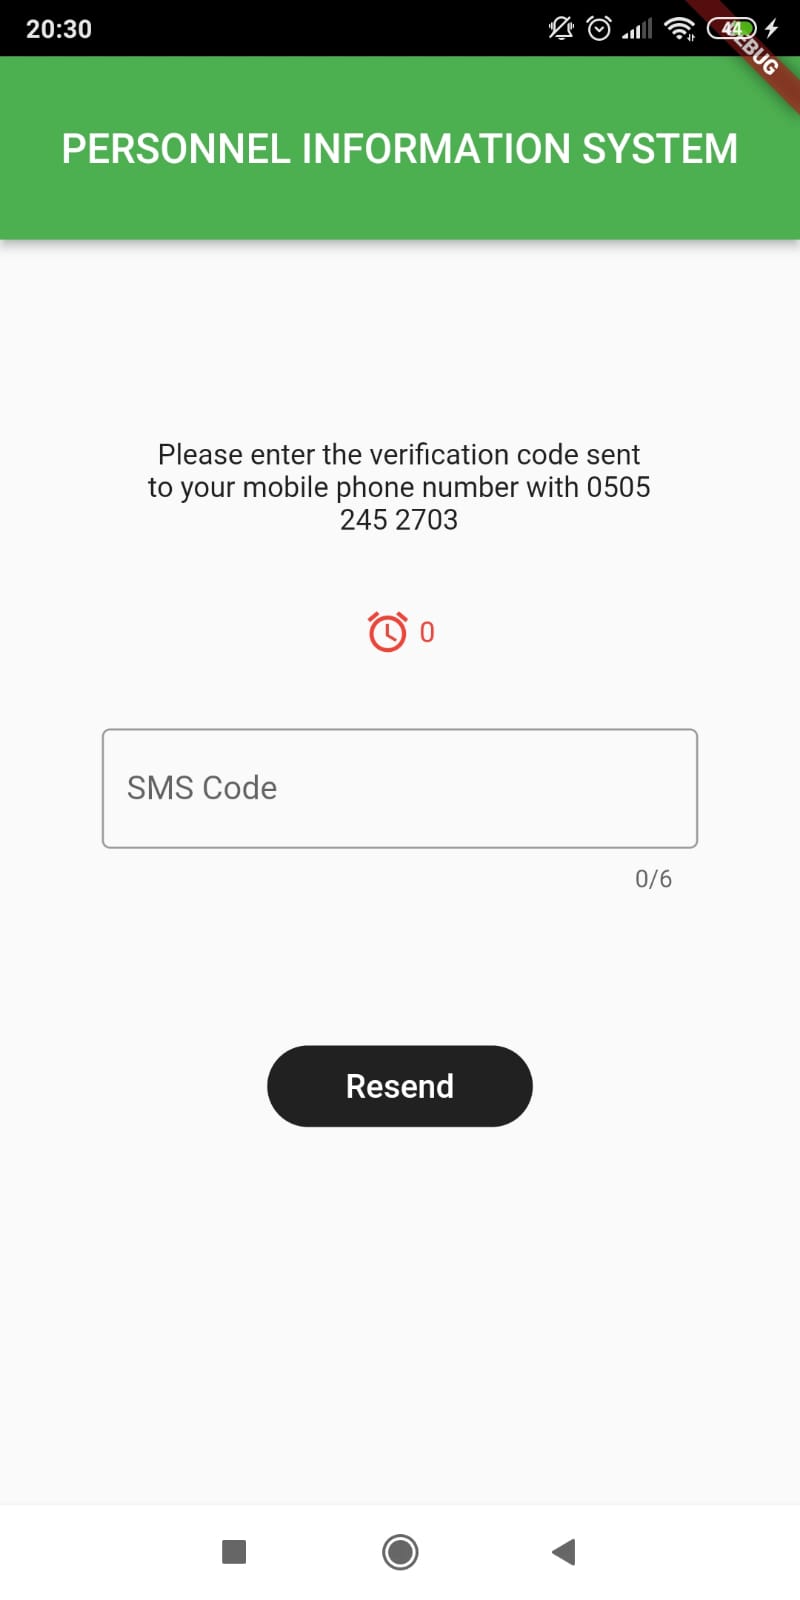 20:30
44
DEBUG
PERSONNEL INFORMATION SYSTEM
Please enter the verification code sent
to your mobile phone number with 0505
245 2703
0
SMS Code
0/6
Resend